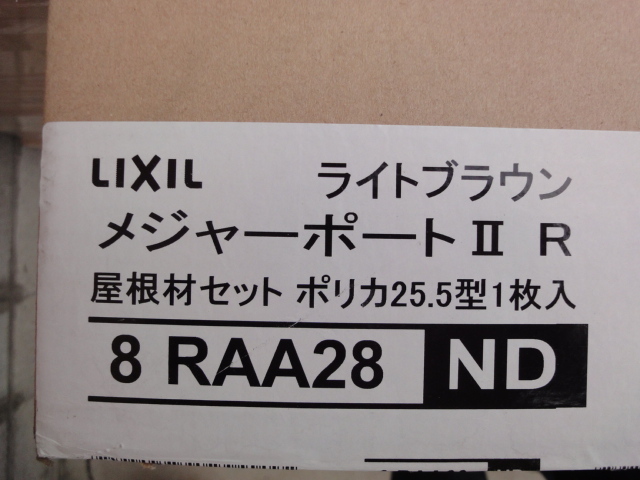 LIXIL ライトブラウン
メジャーポートⅡ R
屋根材セット ポリカ25.5型1枚入
8 RAA28 ND